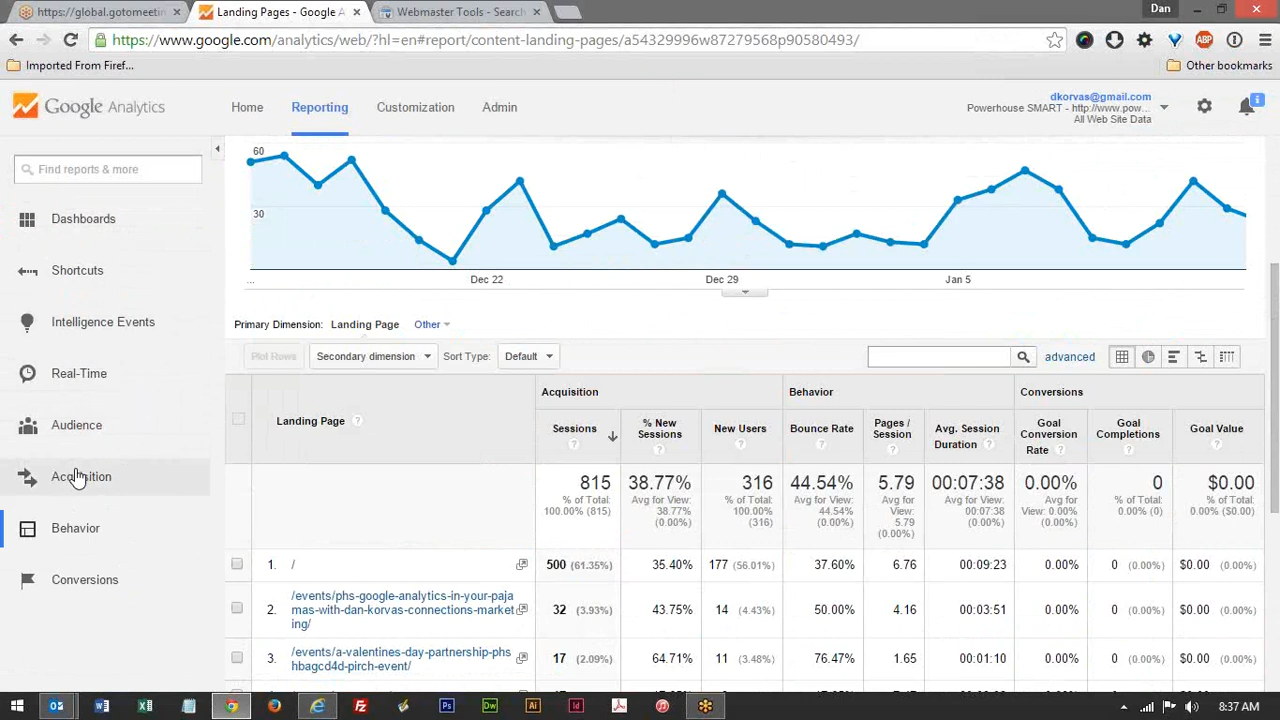 https://global.gotomeetin
Landing Pages - Google A
Webmaster Tools - Search
Dan
https://www.google.com/analytics/web/?hl=en#report/content-landing-pages/a54329996w87279568p90580493/
ABP
Imported From Firef...
Other bookmarks
Google Analytics
Home
Reporting
Customization
Admin
dkorvas@gmail.com
Powerhouse SMART - http://www.pow...
All Web Site Data
Find reports & more
Dashboards
Shortcuts
Intelligence Events
Real-Time
Audience
Acquisition
Behavior
Conversions
60
30
...
Dec 22
Dec 29
Jan 5
Primary Dimension: Landing Page Other
Plot Rows
Secondary dimension
Sort Type: Default
advanced
Landing Page ?
Acquisition
Behavior
Conversions
Sessions ?
% New Sessions ?
New Users ?
Bounce Rate ?
Pages / Session ?
Avg. Session Duration ?
Goal Conversion Rate ?
Goal Completions ?
Goal Value ?
815
% of Total:
100.00% (815)
38.77%
Avg for View:
38.77%
(0.00%)
316
% of Total:
100.00%
(316)
44.54%
Avg for View:
44.54%
(0.00%)
5.79
Avg for
View:
5.79
(0.00%)
00:07:38
Avg for View:
00:07:38
(0.00%)
0.00%
Avg for
View: 0.00%
(0.00%)
0
% of Total:
0.00% (0)
$0.00
% of Total:
0.00% ($0.00)
1. / 500 (61.35%) 35.40% 177 (56.01%) 37.60% 6.76 00:09:23 0.00% 0 (0.00%) $0.00 (0.00%)
2. /events/phs-google-analytics-in-your-paja
mas-with-dan-korvas-connections-market
ing/
32 (3.93%) 43.75% 14 (4.43%) 50.00% 4.16 00:03:51 0.00% 0 (0.00%) $0.00 (0.00%)
3. /events/a-valentines-day-partnership-phs
hbagcd4d-pirch-event/
17 (2.09%) 64.71% 11 (3.48%) 76.47% 1.65 00:01:10 0.00% 0 (0.00%) $0.00 (0.00%)
8:37 AM